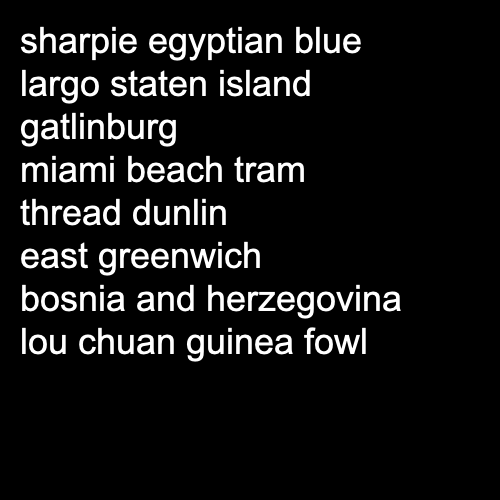 sharpie egyptian blue
largo staten island
gatlinburg
miami beach tram
thread dunlin
east greenwich
bosnia and herzegovina
lou chuan guinea fowl